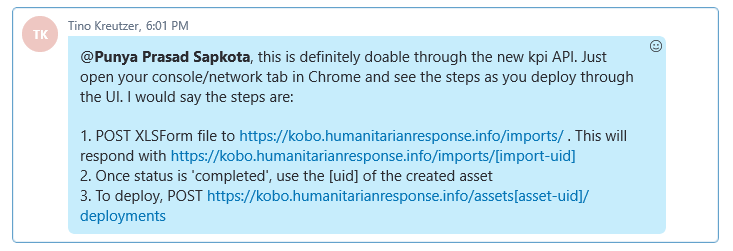 TK
Tino Kreutzer, 6:01 PM
@Punya Prasad Sapkota, this is definitely doable through the new kpi API. Just
open your console/network tab in Chrome and see the steps as you deploy through
the UI. I would say the steps are:
1. POST XLSForm file to https://kobo.humanitarianresponse.info/imports/ . This will
respond with https://kobo.humanitarianresponse.info/imports/[import-uid]
2. Once status is 'completed', use the [uid] of the created asset
3. To deploy, POST https://kobo.humanitarianresponse.info/assets[asset-uid]/
deployments